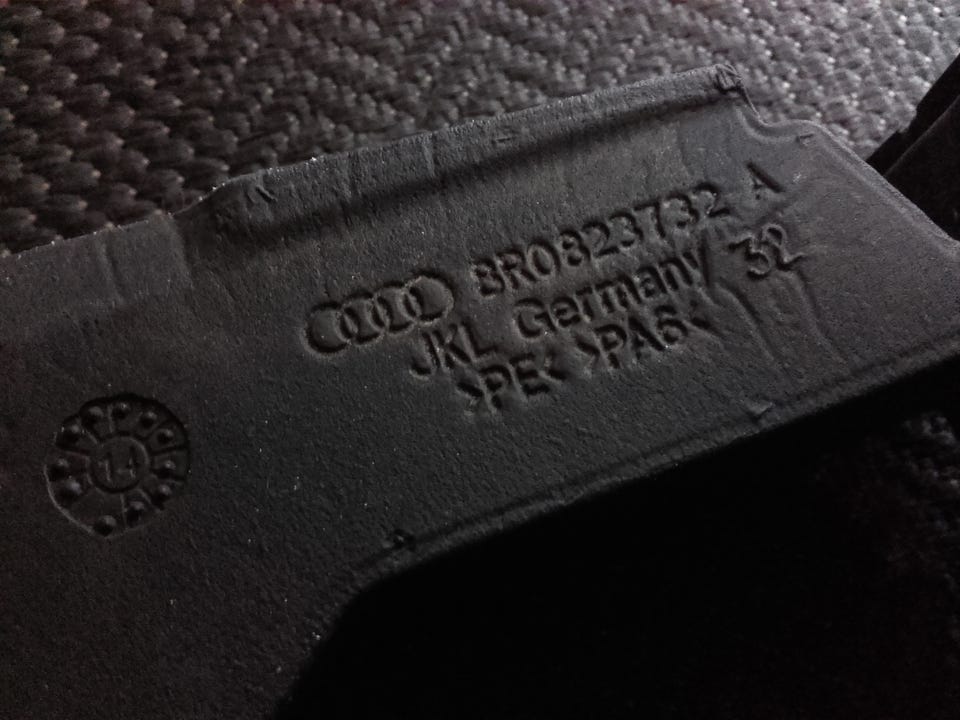 8R0823732 A
JKL Germany 32
>PE< >PA6<
14